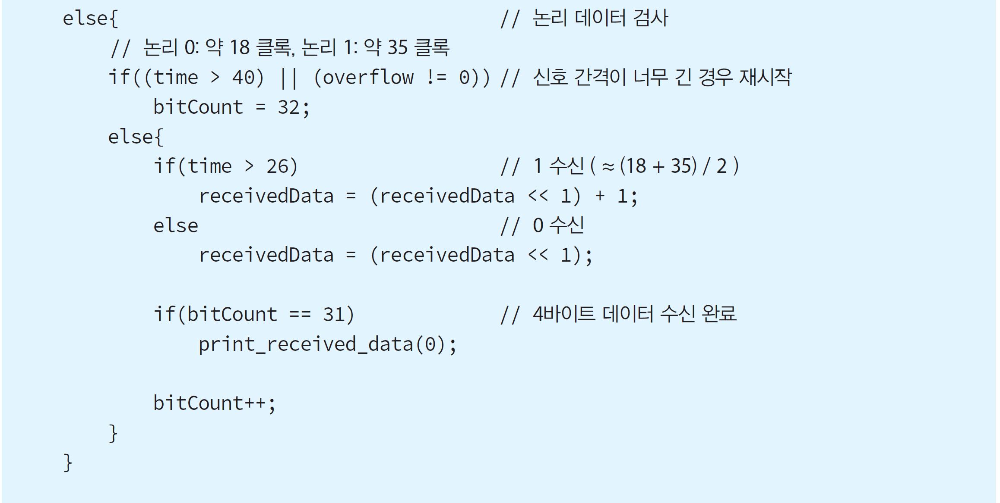 else{ // 논리 데이터 검사
// 논리 0: 약 18 클록, 논리 1: 약 35 클록
if((time > 40) || (overflow != 0)) // 신호 간격이 너무 긴 경우 재시작
bitCount = 32;
else{
if(time > 26) // 1 수신 ( ≈ (18 + 35) / 2 )
receivedData = (receivedData << 1) + 1;
else // 0 수신
receivedData = (receivedData << 1);
if(bitCount == 31) // 4바이트 데이터 수신 완료
print_received_data(0);
bitCount++;
}
}